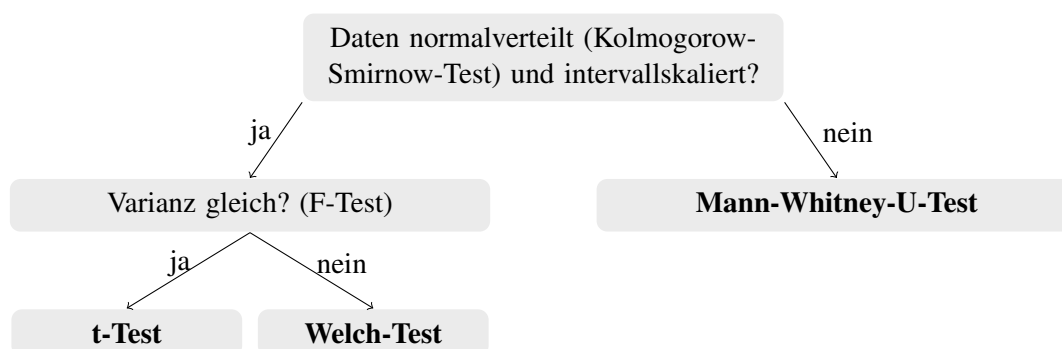 Daten normalverteilt (Kolmogorow-
Smirnow-Test) und intervallskaliert?
ja
nein
Varianz gleich? (F-Test)
Mann-Whitney-U-Test
ja
nein
t-Test
Welch-Test